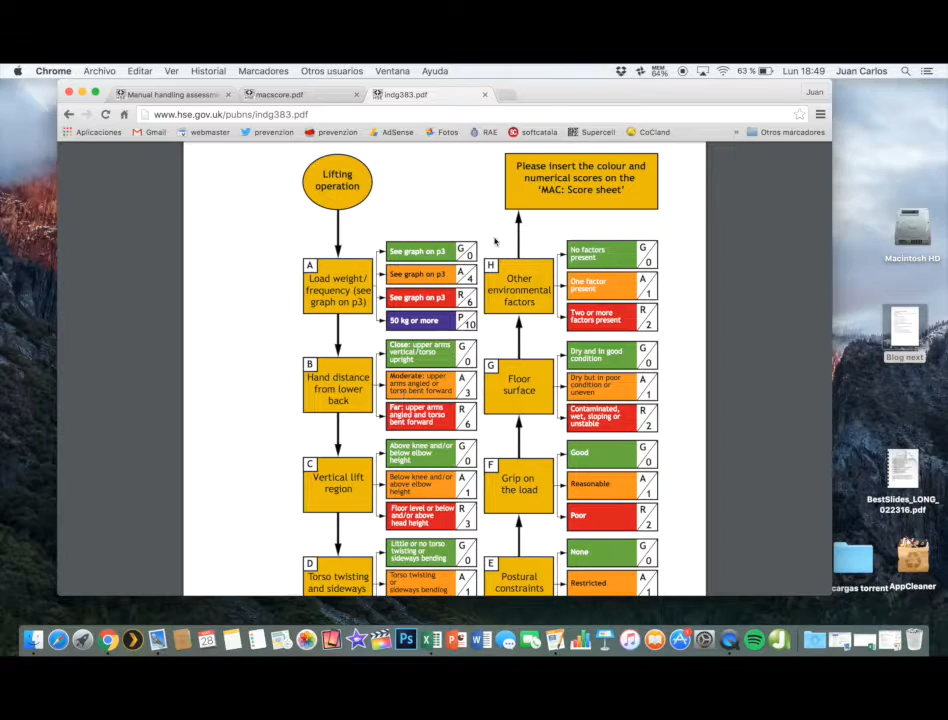 Chrome Archivo Editar Ver Historial Marcadores Otros usuarios Ventana Ayuda MEM 64% 63 % Lun 18:49 Juan Carlos
Manual handling assessm macscore.pdf indg383.pdf Juan
www.hse.gov.uk/pubns/indg383.pdf
Aplicaciones Gmail webmaster prevenzion prevenzion AdSense Fotos RAE softcatala Supercell CoCland » Otros marcadores
Lifting
operation
Please insert the colour and
numerical scores on the
'MAC: Score sheet'
A
Load weight/
frequency (see
graph on p3)
See graph on p3 G/0
See graph on p3 A/4
See graph on p3 R/6
50 kg or more P/10
B
Hand distance
from lower
back
Close: upper arms
vertical/torso
upright
G/0
Moderate: upper
arms angled or
torso bent forward
A/3
Far: upper arms
angled and torso
bent forward
R/6
C
Vertical lift
region
Above knee and/or
below elbow
height
G/0
Below knee and/or
above elbow
height
A/1
Floor level or below
and/or above
head height
R/3
D
Torso twisting
and sideways
Little or no torso
twisting or
sideways bending
G/0
Torso twisting
or
sideways bending
A/1
H
Other
environmental
factors
No factors
present
G/0
One factor
present
A/1
Two or more
factors present
R/2
G
Floor
surface
Dry and in good
condition
G/0
Dry but in poor
condition or
uneven
A/1
Contaminated,
wet, sloping or
unstable
R/2
F
Grip on
the load
Good G/0
Reasonable A/1
Poor R/2
E
Postural
constraints
None G/0
Restricted A/1
Macintosh HD
Blog next
BestSlides_LONG_
022316.pdf
cargas torrent
AppCleaner